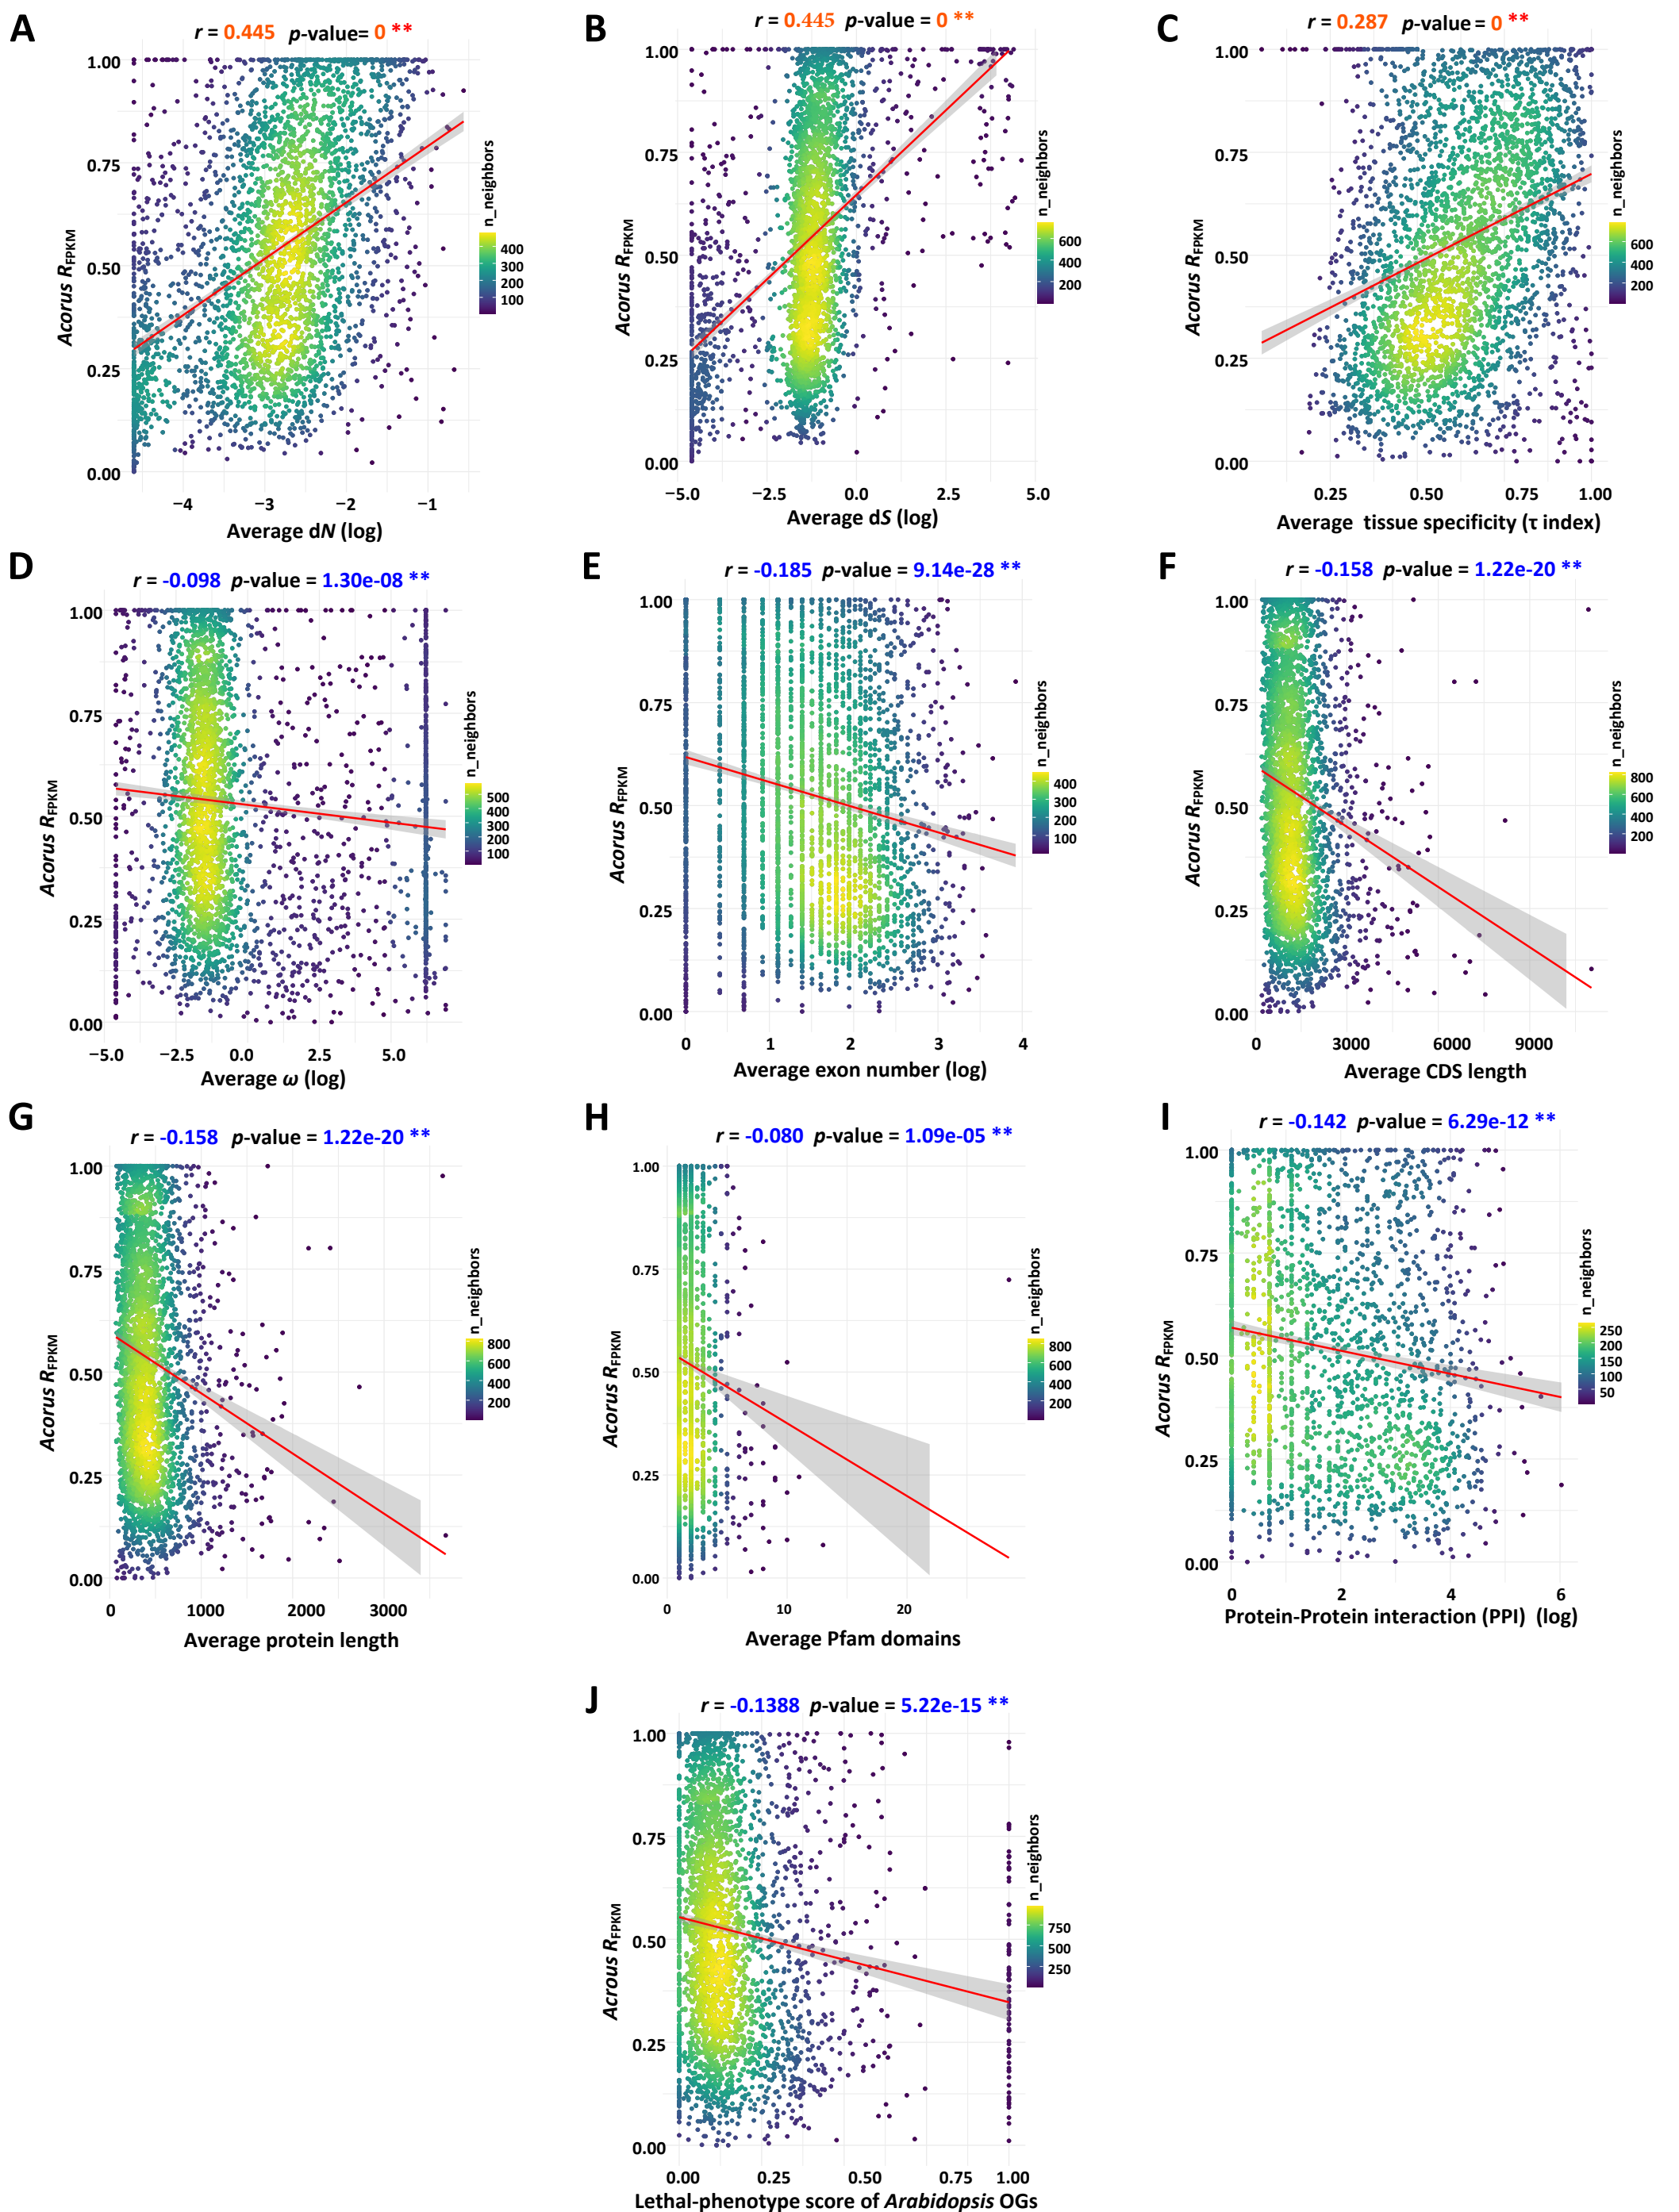 A
r = 0.445 p-value= 0 **
1.00
0.75
0.50
0.25
0.00
Acorus RFPKM
−4 −3 −2 −1
Average dN (log)
n_neighbors
400
300
200
100
B
r = 0.445 p-value = 0 **
1.00
0.75
0.50
0.25
0.00
Acorus RFPKM
−5.0 −2.5 0.0 2.5 5.0
Average dS (log)
n_neighbors
600
400
200
C
r = 0.287 p-value = 0 **
1.00
0.75
0.50
0.25
0.00
Acorus RFPKM
0.25 0.50 0.75 1.00
Average tissue specificity (τ index)
n_neighbors
600
400
200
D
r = -0.098 p-value = 1.30e-08 **
1.00
0.75
0.50
0.25
0.00
Acorus RFPKM
−5.0 −2.5 0.0 2.5 5.0
Average ω (log)
n_neighbors
500
400
300
200
100
E
r = -0.185 p-value = 9.14e-28 **
1.00
0.75
0.50
0.25
0.00
Acorus RFPKM
0 1 2 3 4
Average exon number (log)
n_neighbors
400
300
200
100
F
r = -0.158 p-value = 1.22e-20 **
1.00
0.75
0.50
0.25
0.00
Acorus RFPKM
0 3000 6000 9000
Average CDS length
n_neighbors
800
600
400
200
G
r = -0.158 p-value = 1.22e-20 **
1.00
0.75
0.50
0.25
0.00
Acorus RFPKM
0 1000 2000 3000
Average protein length
n_neighbors
800
600
400
200
H
r = -0.080 p-value = 1.09e-05 **
1.00
0.75
0.50
0.25
0.00
Acorus RFPKM
0 10 20
Average Pfam domains
n_neighbors
800
600
400
200
I
r = -0.142 p-value = 6.29e-12 **
1.00
0.75
0.50
0.25
0.00
Acorus RFPKM
0 2 4 6
Protein-Protein interaction (PPI) (log)
n_neighbors
250
200
150
100
50
J
r = -0.1388 p-value = 5.22e-15 **
1.00
0.75
0.50
0.25
0.00
Acrous RFPKM
0.00 0.25 0.50 0.75 1.00
Lethal-phenotype score of Arabidopsis OGs
n_neighbors
750
500
250